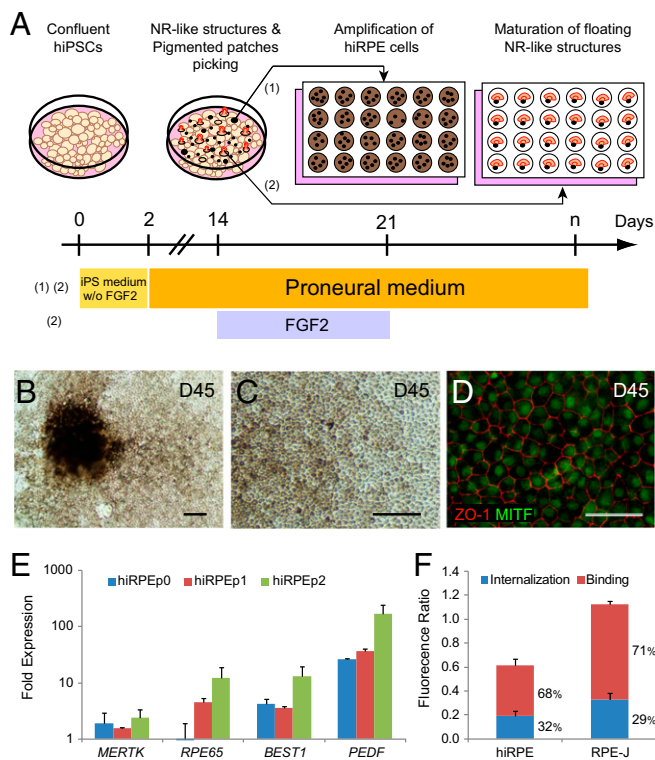 A
Confluent
hiPSCs
NR-like structures &
Pigmented patches
picking
Amplification of
hiRPE cells
Maturation of floating
NR-like structures
(1)
(2)
0
2
14
21
n
Days
(1) (2)
iPS medium
w/o FGF2
Proneural medium
(2)
FGF2
B
D45
C
D45
D
D45
ZO-1 MITF
E
hiRPEp0
hiRPEp1
hiRPEp2
Fold Expression
1000
100
10
1
MERTK
RPE65
BEST1
PEDF
F
Internalization
Binding
Fluorecence Ratio
1.4
1.2
1.0
0.8
0.6
0.4
0.2
0.0
68%
32%
71%
29%
hiRPE
RPE-J